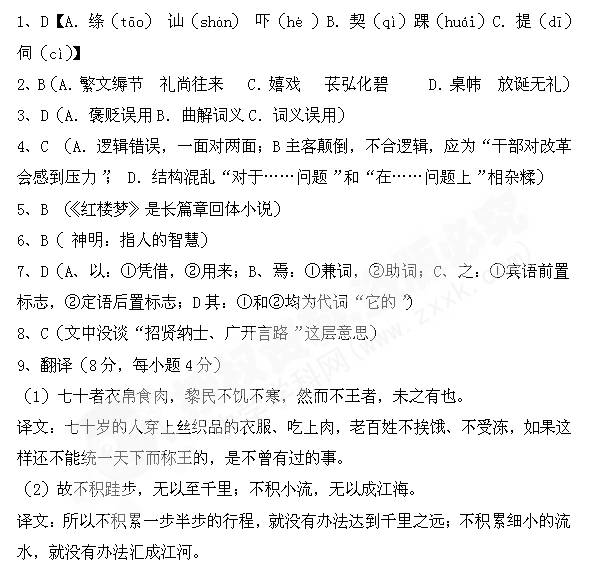 1、D【A. 绦（tāo） 讪（shàn） 吓（hè ）B. 契（qì）踝（huái）C. 提（dī）
伺（cì）】
2、B（A. 繁文缛节 礼尚往来 C. 嬉戏 苌弘化碧 D. 桌帏 放诞无礼）
3、D（A. 褒贬误用B. 曲解词义C. 词义误用）
4、C （A. 逻辑错误，一面对两面；B 主客颠倒，不合逻辑，应为“干部对改革
会感到压力”； D. 结构混乱“对于……问题 ”和“在……问题上 ”相杂糅）
5、B （《红楼梦》是长篇章回体小说）
6、B（ 神明：指人的智慧）
7、D（A、以：①凭借，②用来；B、焉：①兼词，②助词；C、之：①宾语前置
标志，②定语后置标志；D其：①和②均为代词“它的 ”）
8、C（文中没谈“招贤纳士、广开言路 ”这层意思）
9、翻译（8分，每小题 4分）
（1）七十者衣帛食肉，黎民不饥不寒，然而不王者，未之有也。
译文：七十岁的人穿上丝织品的衣服、吃上肉，老百姓不挨饿、不受冻，如果这
样还不能统一天下而称王的，是不曾有过的事。
（2）故不积跬步，无以至千里；不积小流，无以成江海。
译文：所以不积累一步半步的行程，就没有办法达到千里之远；不积累细小的流
水，就没有办法汇成江河。